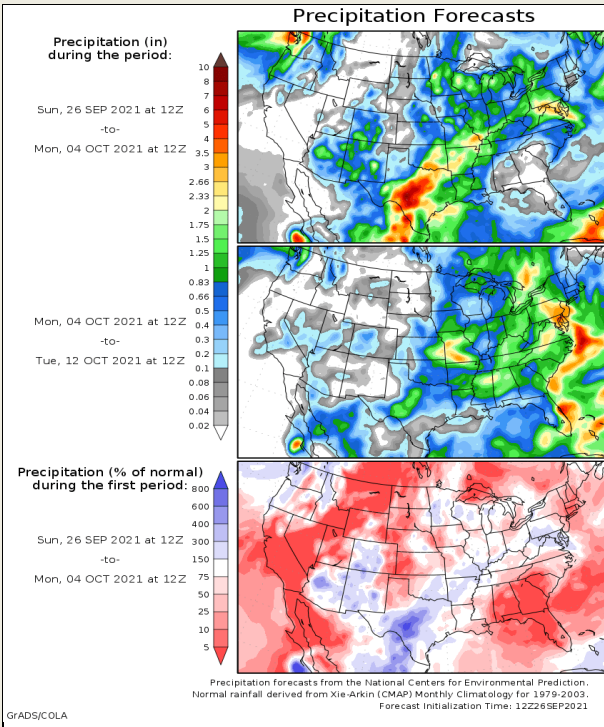 Precipitation Forecasts
Precipitation (in)
during the period:
Sun, 26 SEP 2021 at 12Z
-to-
Mon, 04 OCT 2021 at 12Z
10
8
7
6
5
4
3.5
3
2.66
2.33
2
1.75
1.5
1.25
1
0.83
0.66
0.5
0.4
0.3
0.2
0.1
0.08
0.06
0.04
0.02
Mon, 04 OCT 2021 at 12Z
-to-
Tue, 12 OCT 2021 at 12Z
Precipitation (% of normal)
during the first period:
Sun, 26 SEP 2021 at 12Z
-to-
Mon, 04 OCT 2021 at 12Z
800
600
400
300
150
75
50
25
10
5
Precipitation forecasts from the National Centers for Environmental Prediction.
Normal rainfall derived from Xie-Arkin (CMAP) Monthly Climatology for 1979-2003.
Forecast Initialization Time: 12Z26SEP2021
GrADS/COLA